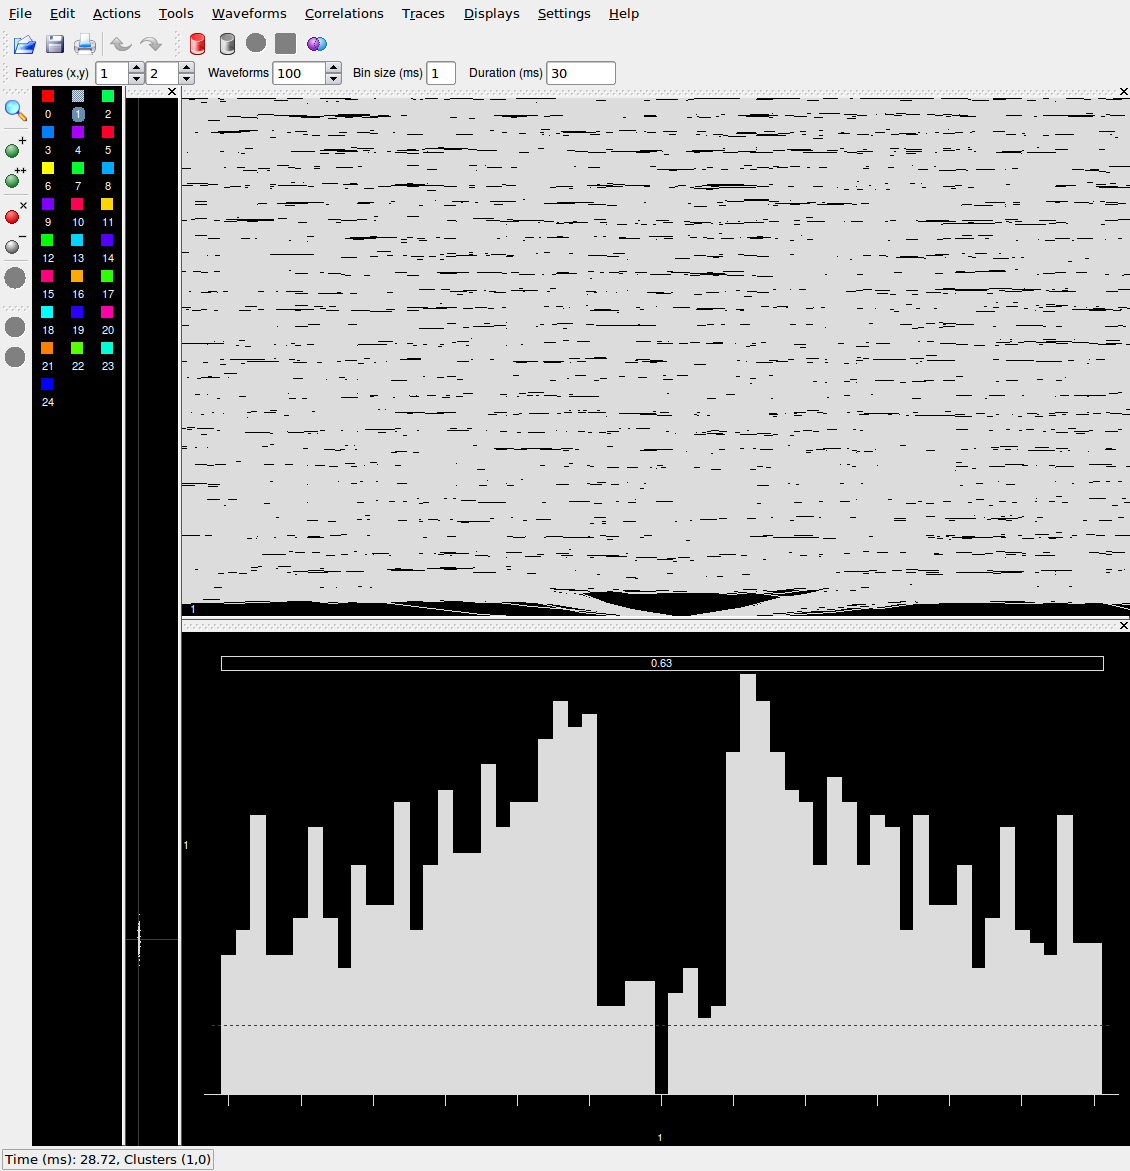 File Edit Actions Tools Waveforms Correlations Traces Displays Settings Help
Features (x,y) 1 2 Waveforms 100 Bin size (ms) 1 Duration (ms) 30
0 1 2
3 4 5
6 7 8
9 10 11
12 13 14
15 16 17
18 19 20
21 22 23
24
1
0.63
1
1
Time (ms): 28.72, Clusters (1,0)